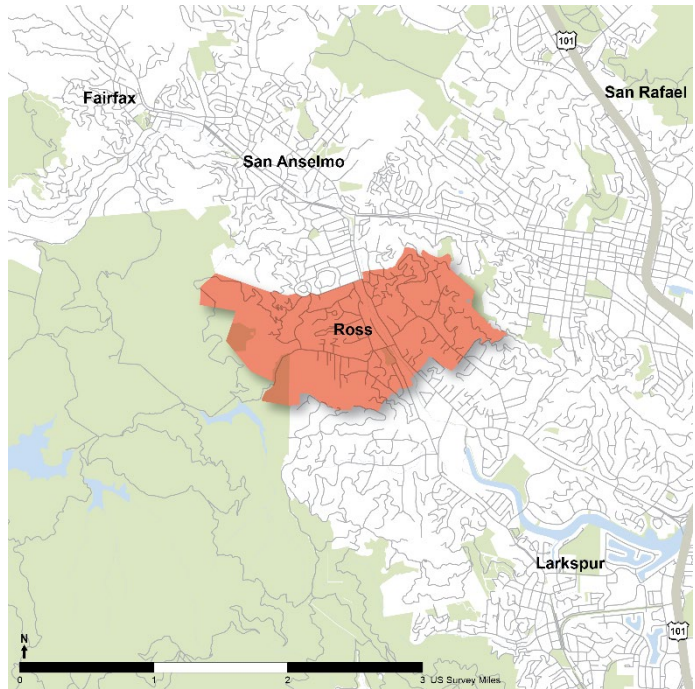 101
San Rafael
Fairfax
San Anselmo
Ross
Larkspur
101
N
0 1 2 3 US Survey Miles